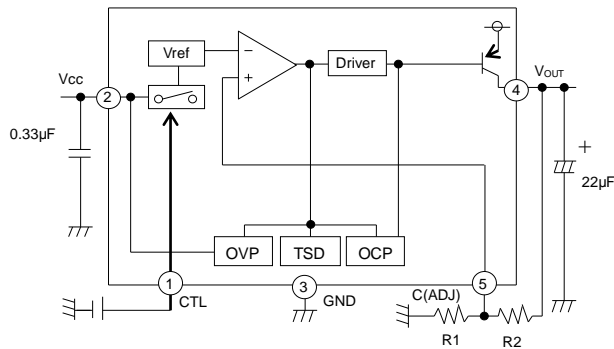 Vref
−
+
Driver
Vcc
2
VOUT
4
0.33µF
+
22µF
OVP
TSD
OCP
1
CTL
3
GND
5
C(ADJ)
R1
R2